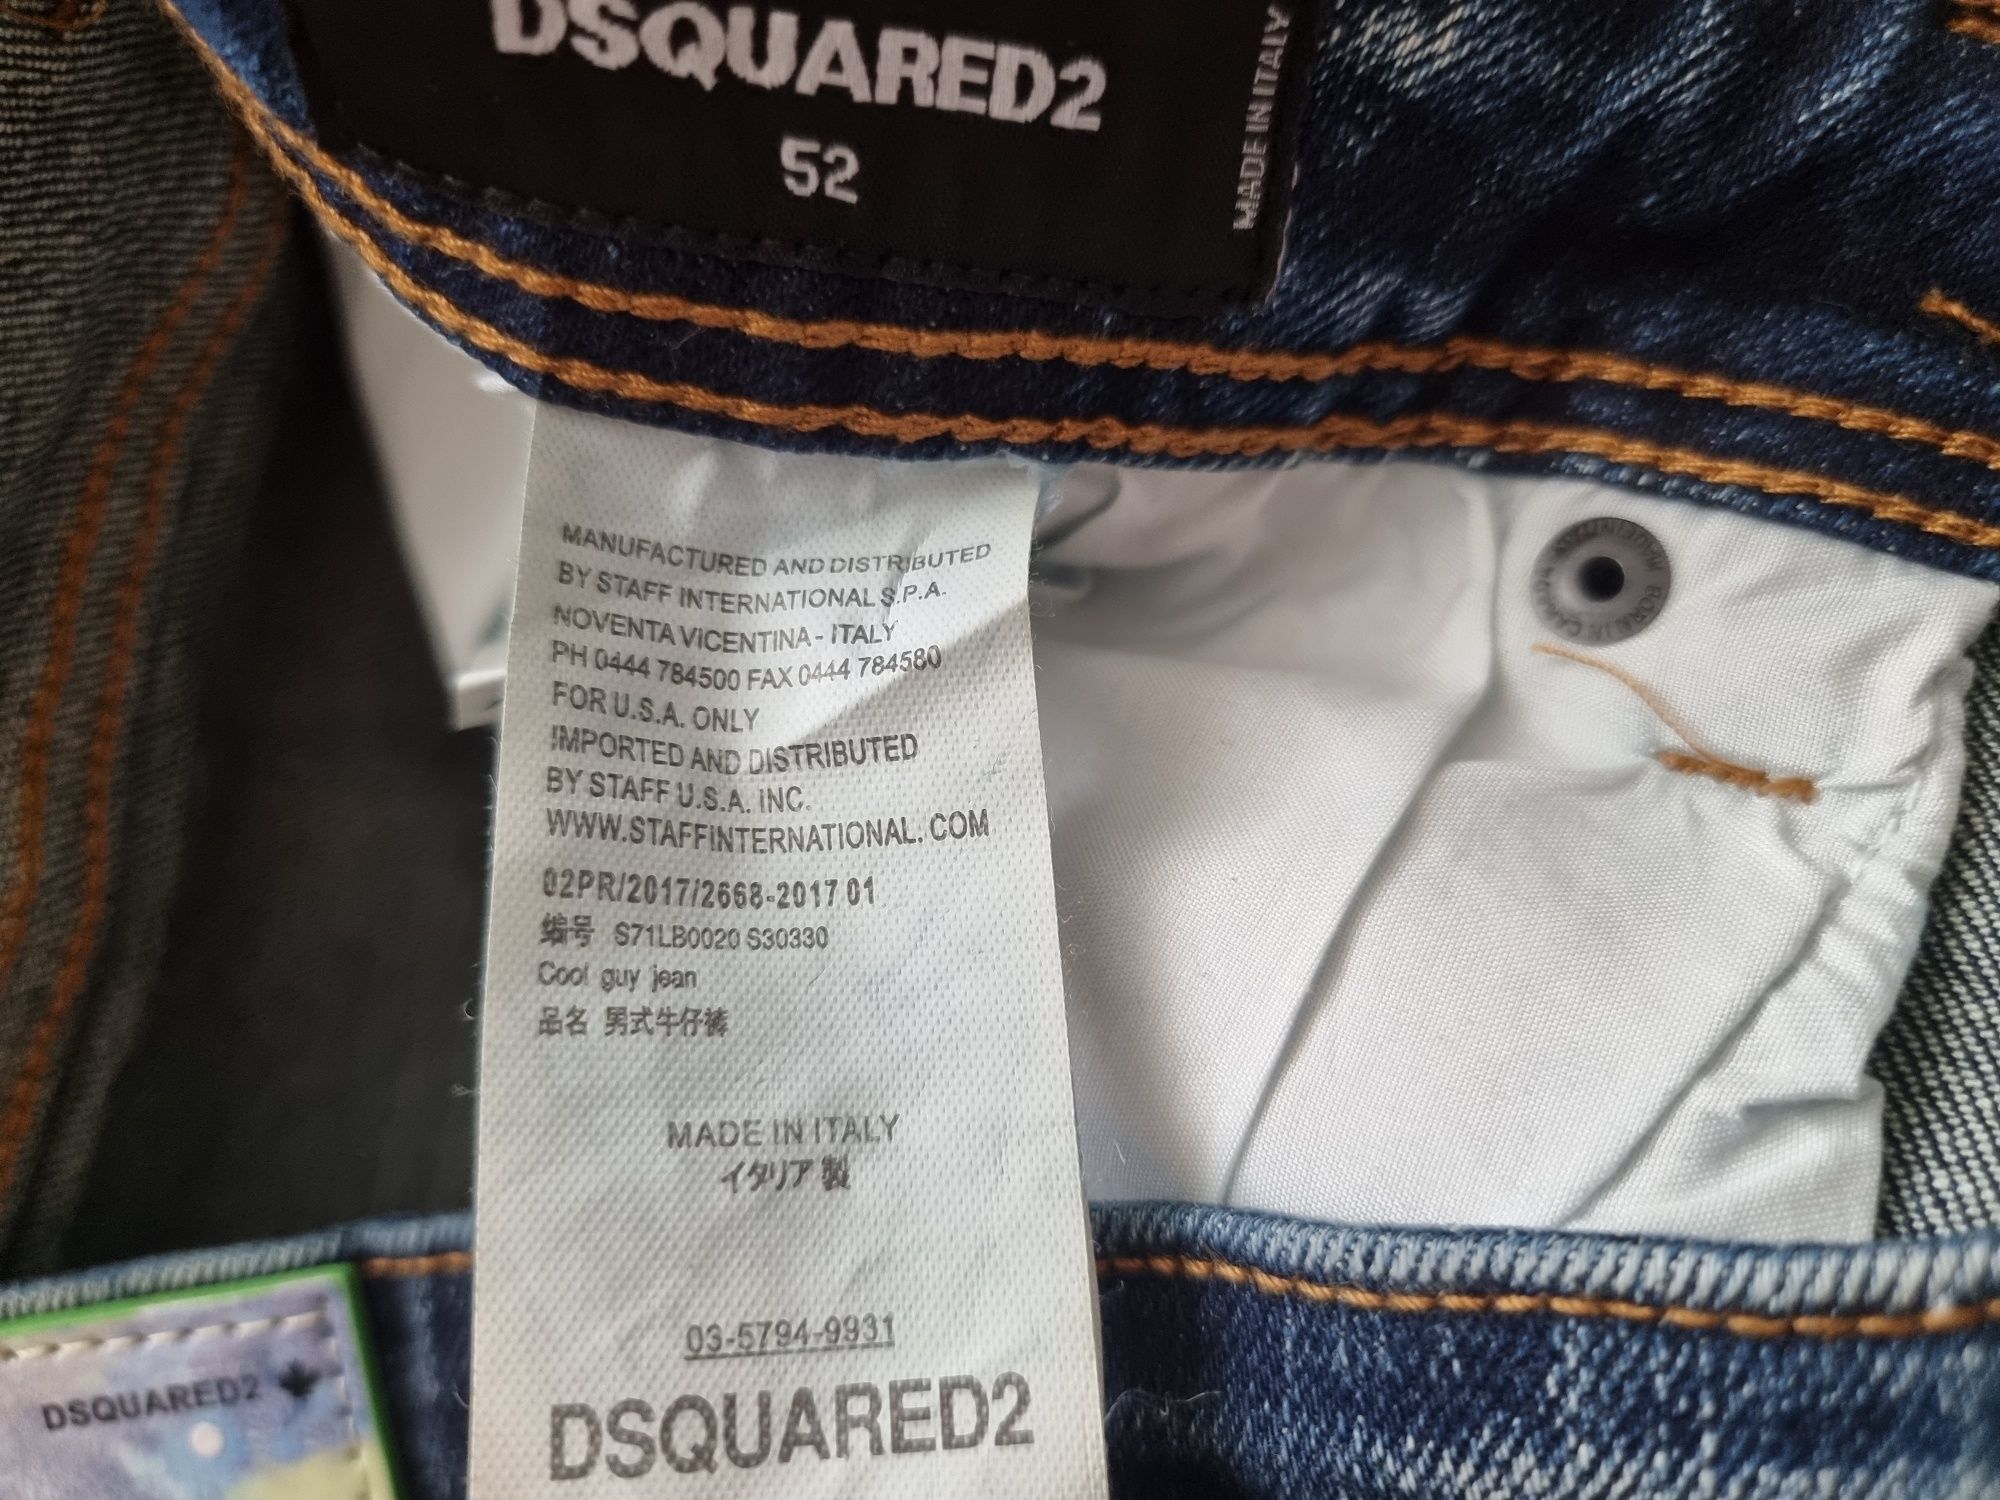 DSQUARED2
52
MADE IN ITALY
MANUFACTURED AND DISTRIBUTED
BY STAFF INTERNATIONAL S.P.A.
NOVENTA VICENTINA - ITALY
PH 0444 784500 FAX 0444 784580
FOR U.S.A. ONLY
IMPORTED AND DISTRIBUTED
BY STAFF U.S.A. INC.
WWW.STAFFINTERNATIONAL. COM
02PR/2017/2668-2017 01
编号 S71LB0020 S30330
Cool guy jean
品名 男式牛仔裤
MADE IN ITALY
イタリア製
03-5794-9931
DSQUARED2
DSQUARED2
BORN IN